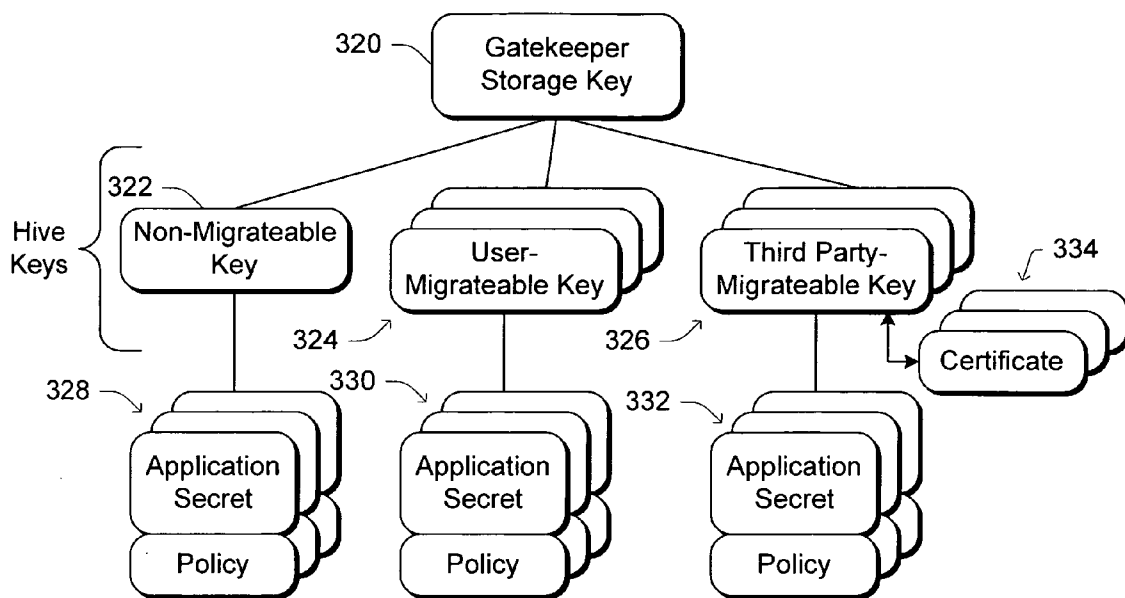 320
Gatekeeper
Storage Key
322
Hive
Keys
Non-Migrateable
Key
User-
Migrateable Key
Third Party-
Migrateable Key
334
324
326
Certificate
328
330
332
Application
Secret
Application
Secret
Application
Secret
Policy
Policy
Policy